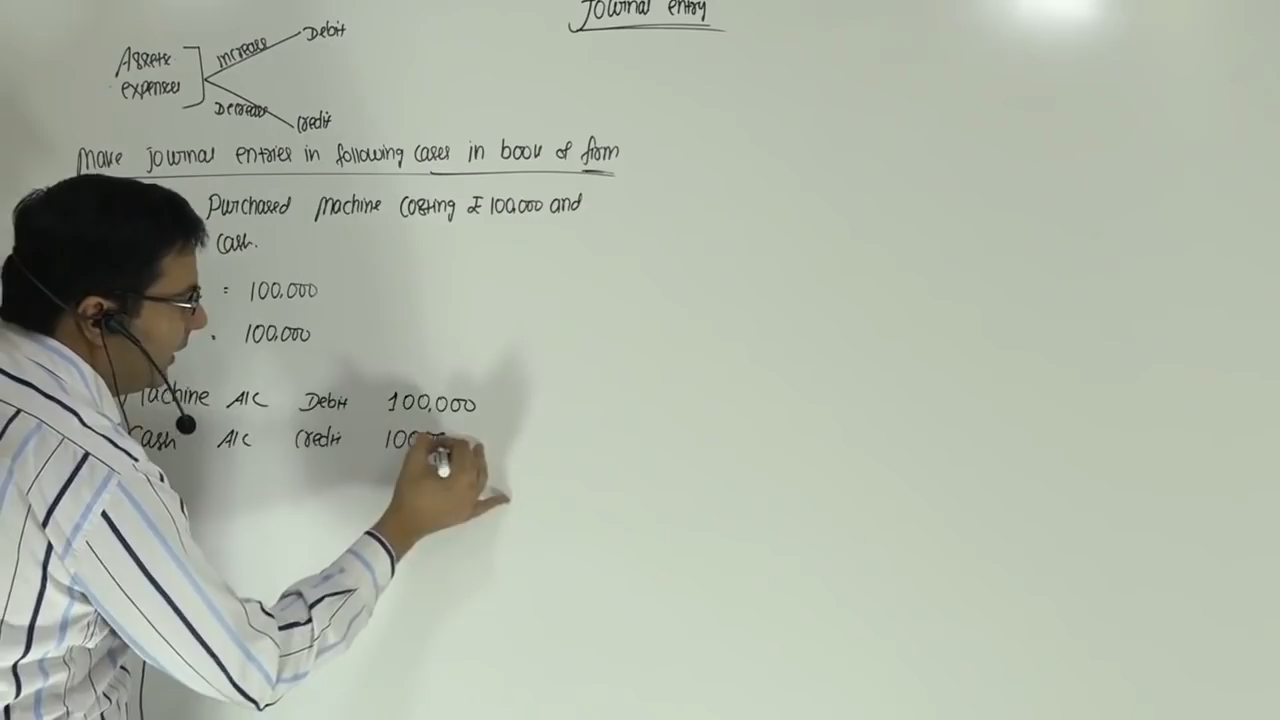 Journal entry
Assets
expenses
Increase
Debit
Decrease
Credit
Make journal entries in following cases in book of firm
Purchased machine costing ₹ 100,000 and
cash.
= 100,000
100,000
Machine A/C Debit 100,000
Cash A/C Credit 100